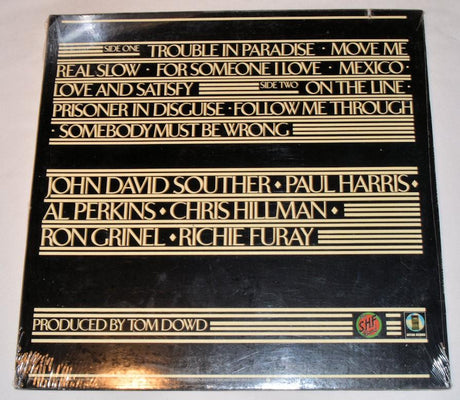 SIDE ONE TROUBLE IN PARADISE · MOVE ME
REAL SLOW · FOR SOMEONE I LOVE · MEXICO
LOVE AND SATISFY SIDE TWO ON THE LINE ·
PRISONER IN DISGUISE · FOLLOW ME THROUGH
· SOMEBODY MUST BE WRONG
JOHN DAVID SOUTHER ♦ PAUL HARRIS ♦
AL PERKINS ♦ CHRIS HILLMAN ♦
RON GRINEL ♦ RICHIE FURAY
PRODUCED BY TOM DOWD
SHF